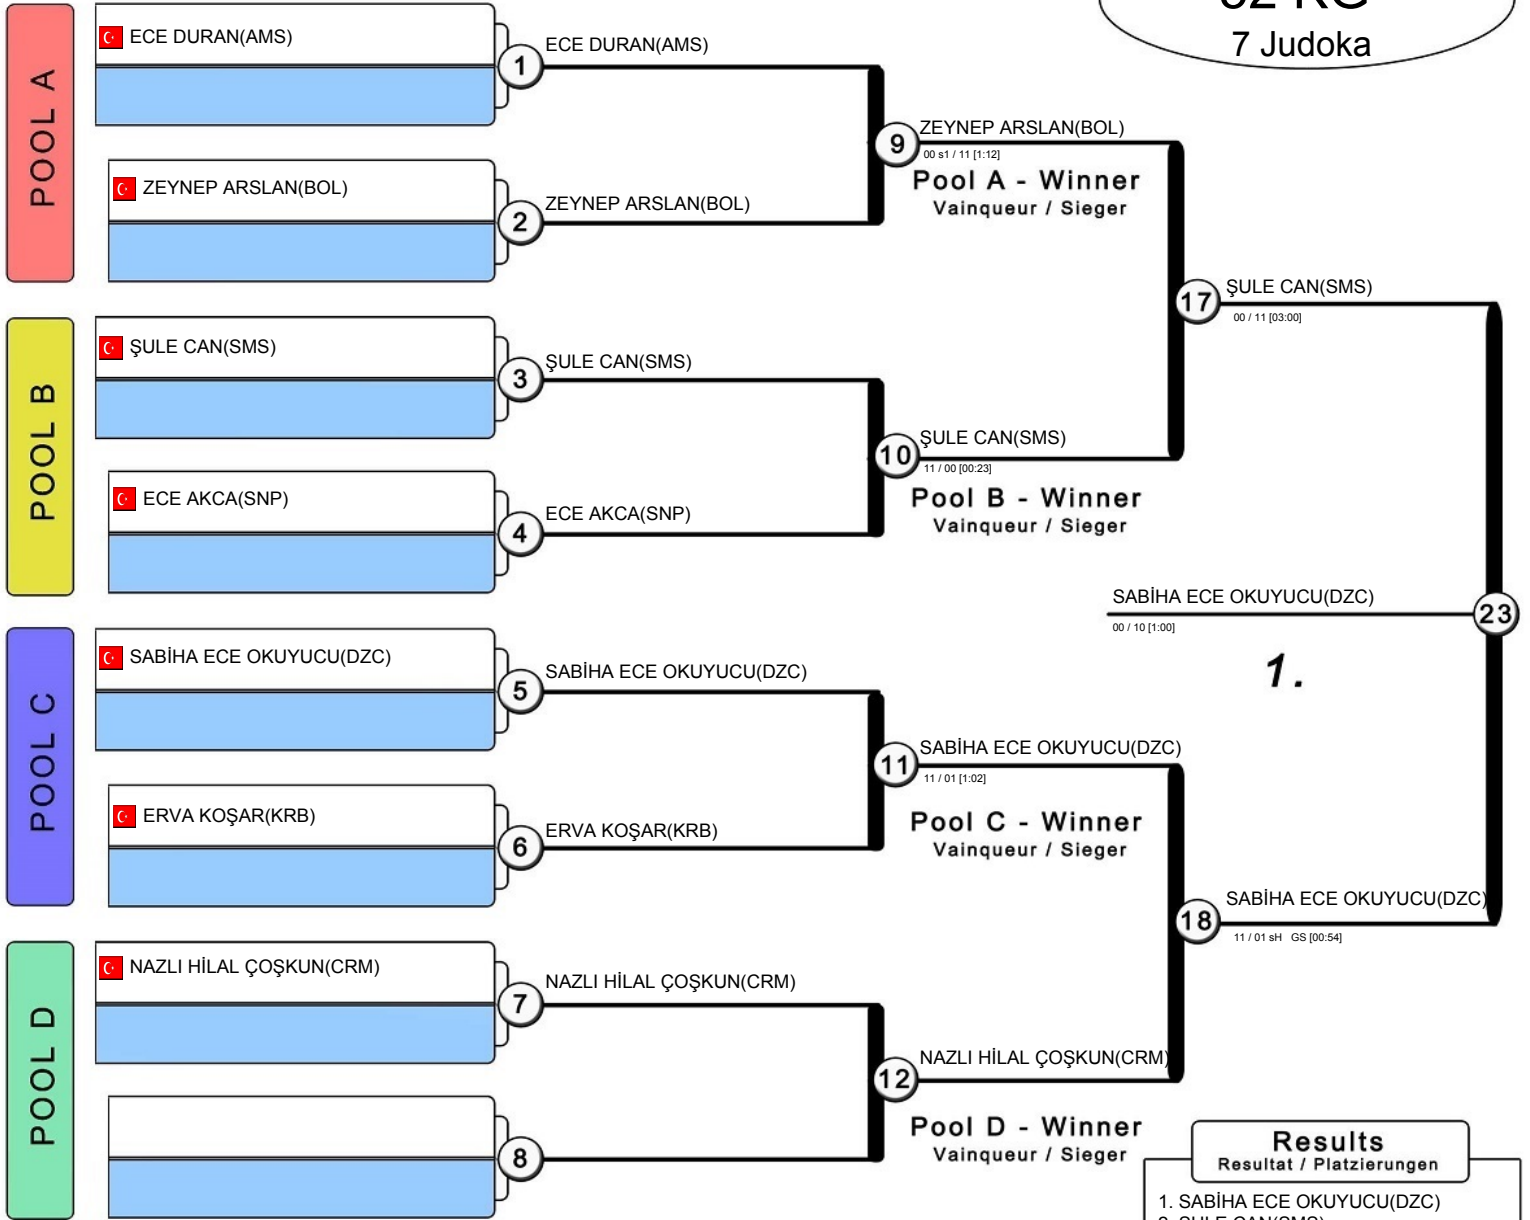 7 Judoka
POOL A
ECE DURAN(AMS)
1
ECE DURAN(AMS)
ZEYNEP ARSLAN(BOL)
2
ZEYNEP ARSLAN(BOL)
9
ZEYNEP ARSLAN(BOL)
00 s1 / 11 [1:12]
Pool A - Winner
Vainqueur / Sieger
POOL B
ŞULE CAN(SMS)
3
ŞULE CAN(SMS)
ECE AKCA(SNP)
4
ECE AKCA(SNP)
10
ŞULE CAN(SMS)
11 / 00 [00:23]
Pool B - Winner
Vainqueur / Sieger
17
ŞULE CAN(SMS)
00 / 11 [03:00]
POOL C
SABİHA ECE OKUYUCU(DZC)
5
SABİHA ECE OKUYUCU(DZC)
ERVA KOŞAR(KRB)
6
ERVA KOŞAR(KRB)
11
SABİHA ECE OKUYUCU(DZC)
11 / 01 [1:02]
Pool C - Winner
Vainqueur / Sieger
POOL D
NAZLI HİLAL ÇOŞKUN(CRM)
7
NAZLI HİLAL ÇOŞKUN(CRM)
8
12
NAZLI HİLAL ÇOŞKUN(CRM)
Pool D - Winner
Vainqueur / Sieger
18
SABİHA ECE OKUYUCU(DZC)
11 / 01 sH GS [00:54]
SABİHA ECE OKUYUCU(DZC)
23
00 / 10 [1:00]
1.
Results
Resultat / Platzierungen
1. SABİHA ECE OKUYUCU(DZC)
2. ŞULE CAN(SMS)